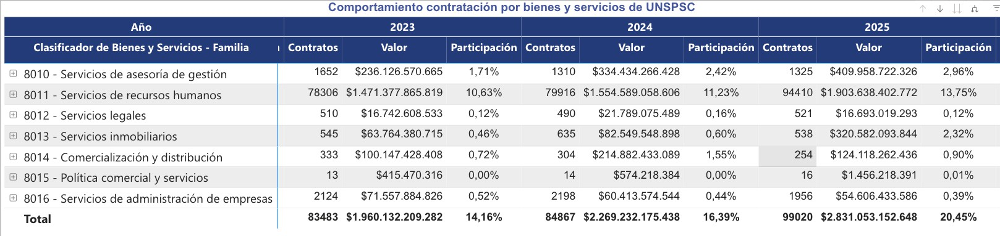 Comportamiento contratación por bienes y servicios de UNSPSC
Año 2023 2024 2025
Clasificador de Bienes y Servicios - Familia Contratos Valor Participación Contratos Valor Participación Contratos Valor Participación
8010 - Servicios de asesoría de gestión 1652 $236.126.570.665 1,71% 1310 $334.434.266.428 2,42% 1325 $409.958.722.326 2,96%
8011 - Servicios de recursos humanos 78306 $1.471.377.865.819 10,63% 79916 $1.554.589.058.606 11,23% 94410 $1.903.638.402.772 13,75%
8012 - Servicios legales 510 $16.742.608.533 0,12% 490 $21.789.075.489 0,16% 521 $16.693.019.293 0,12%
8013 - Servicios inmobiliarios 545 $63.764.380.715 0,46% 635 $82.549.548.898 0,60% 538 $320.582.093.844 2,32%
8014 - Comercialización y distribución 333 $100.147.428.408 0,72% 304 $214.882.433.089 1,55% 254 $124.118.262.436 0,90%
8015 - Política comercial y servicios 13 $415.470.316 0,00% 14 $574.218.384 0,00% 16 $1.456.218.391 0,01%
8016 - Servicios de administración de empresas 2124 $71.557.884.826 0,52% 2198 $60.413.574.544 0,44% 1956 $54.606.433.586 0,39%
Total 83483 $1.960.132.209.282 14,16% 84867 $2.269.232.175.438 16,39% 99020 $2.831.053.152.648 20,45%